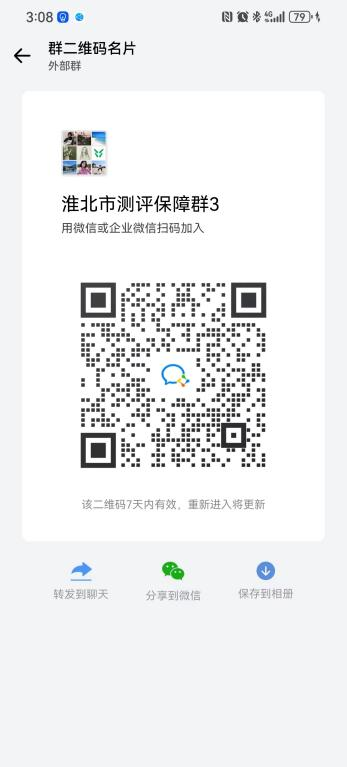 3:08
4G
79
群二维码名片
外部群
淮北市测评保障群3
用微信或企业微信扫码加入
该二维码7天内有效，重新进入将更新
转发到聊天
分享到微信
保存到相册